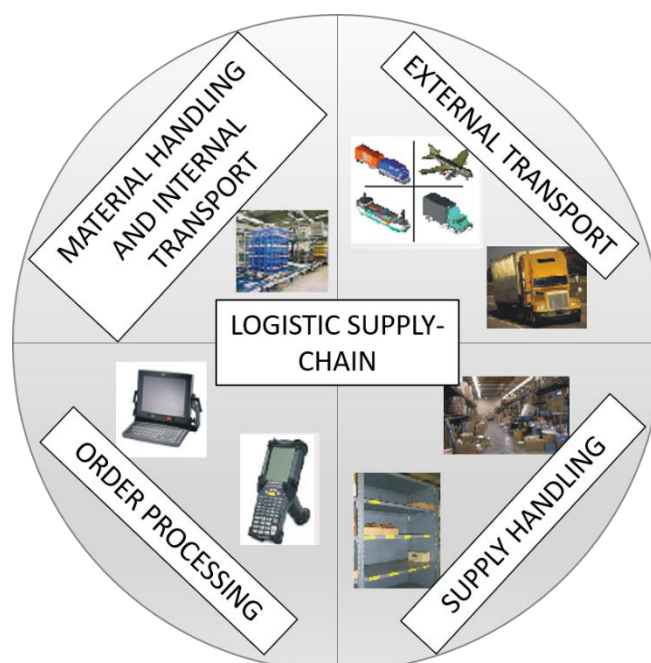 MATERIAL HANDLING
AND INTERNAL
TRANSPORT
EXTERNAL TRANSPORT
LOGISTIC SUPPLY-
CHAIN
ORDER PROCESSING
SUPPLY HANDLING